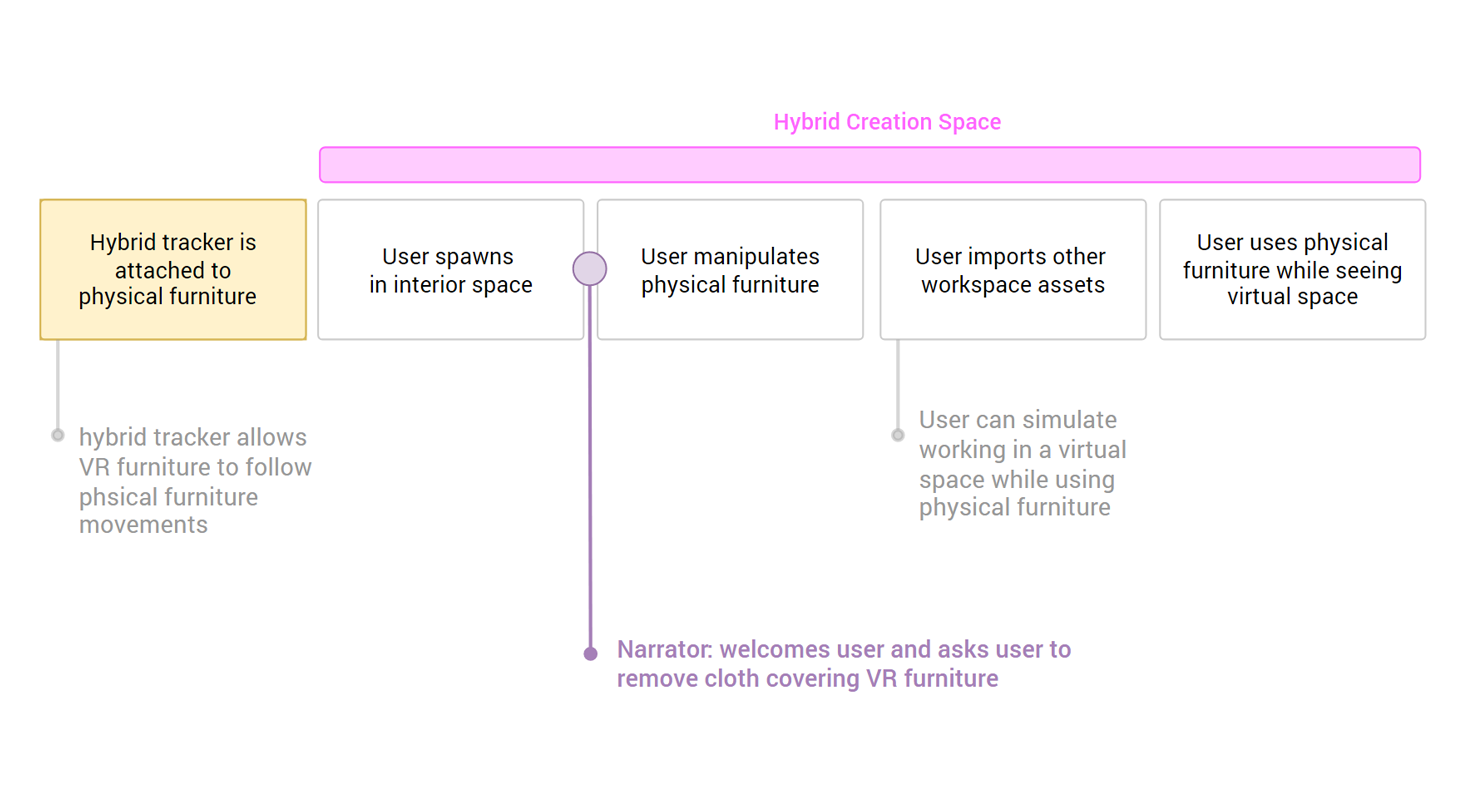 Hybrid Creation Space
Hybrid tracker is
attached to
physical furniture
User spawns
in interior space
User manipulates
physical furniture
User imports other
workspace assets
User uses physical
furniture while seeing
virtual space
hybrid tracker allows
VR furniture to follow
phsical furniture
movements
User can simulate
working in a virtual
space while using
physical furniture
Narrator: welcomes user and asks user to
remove cloth covering VR furniture